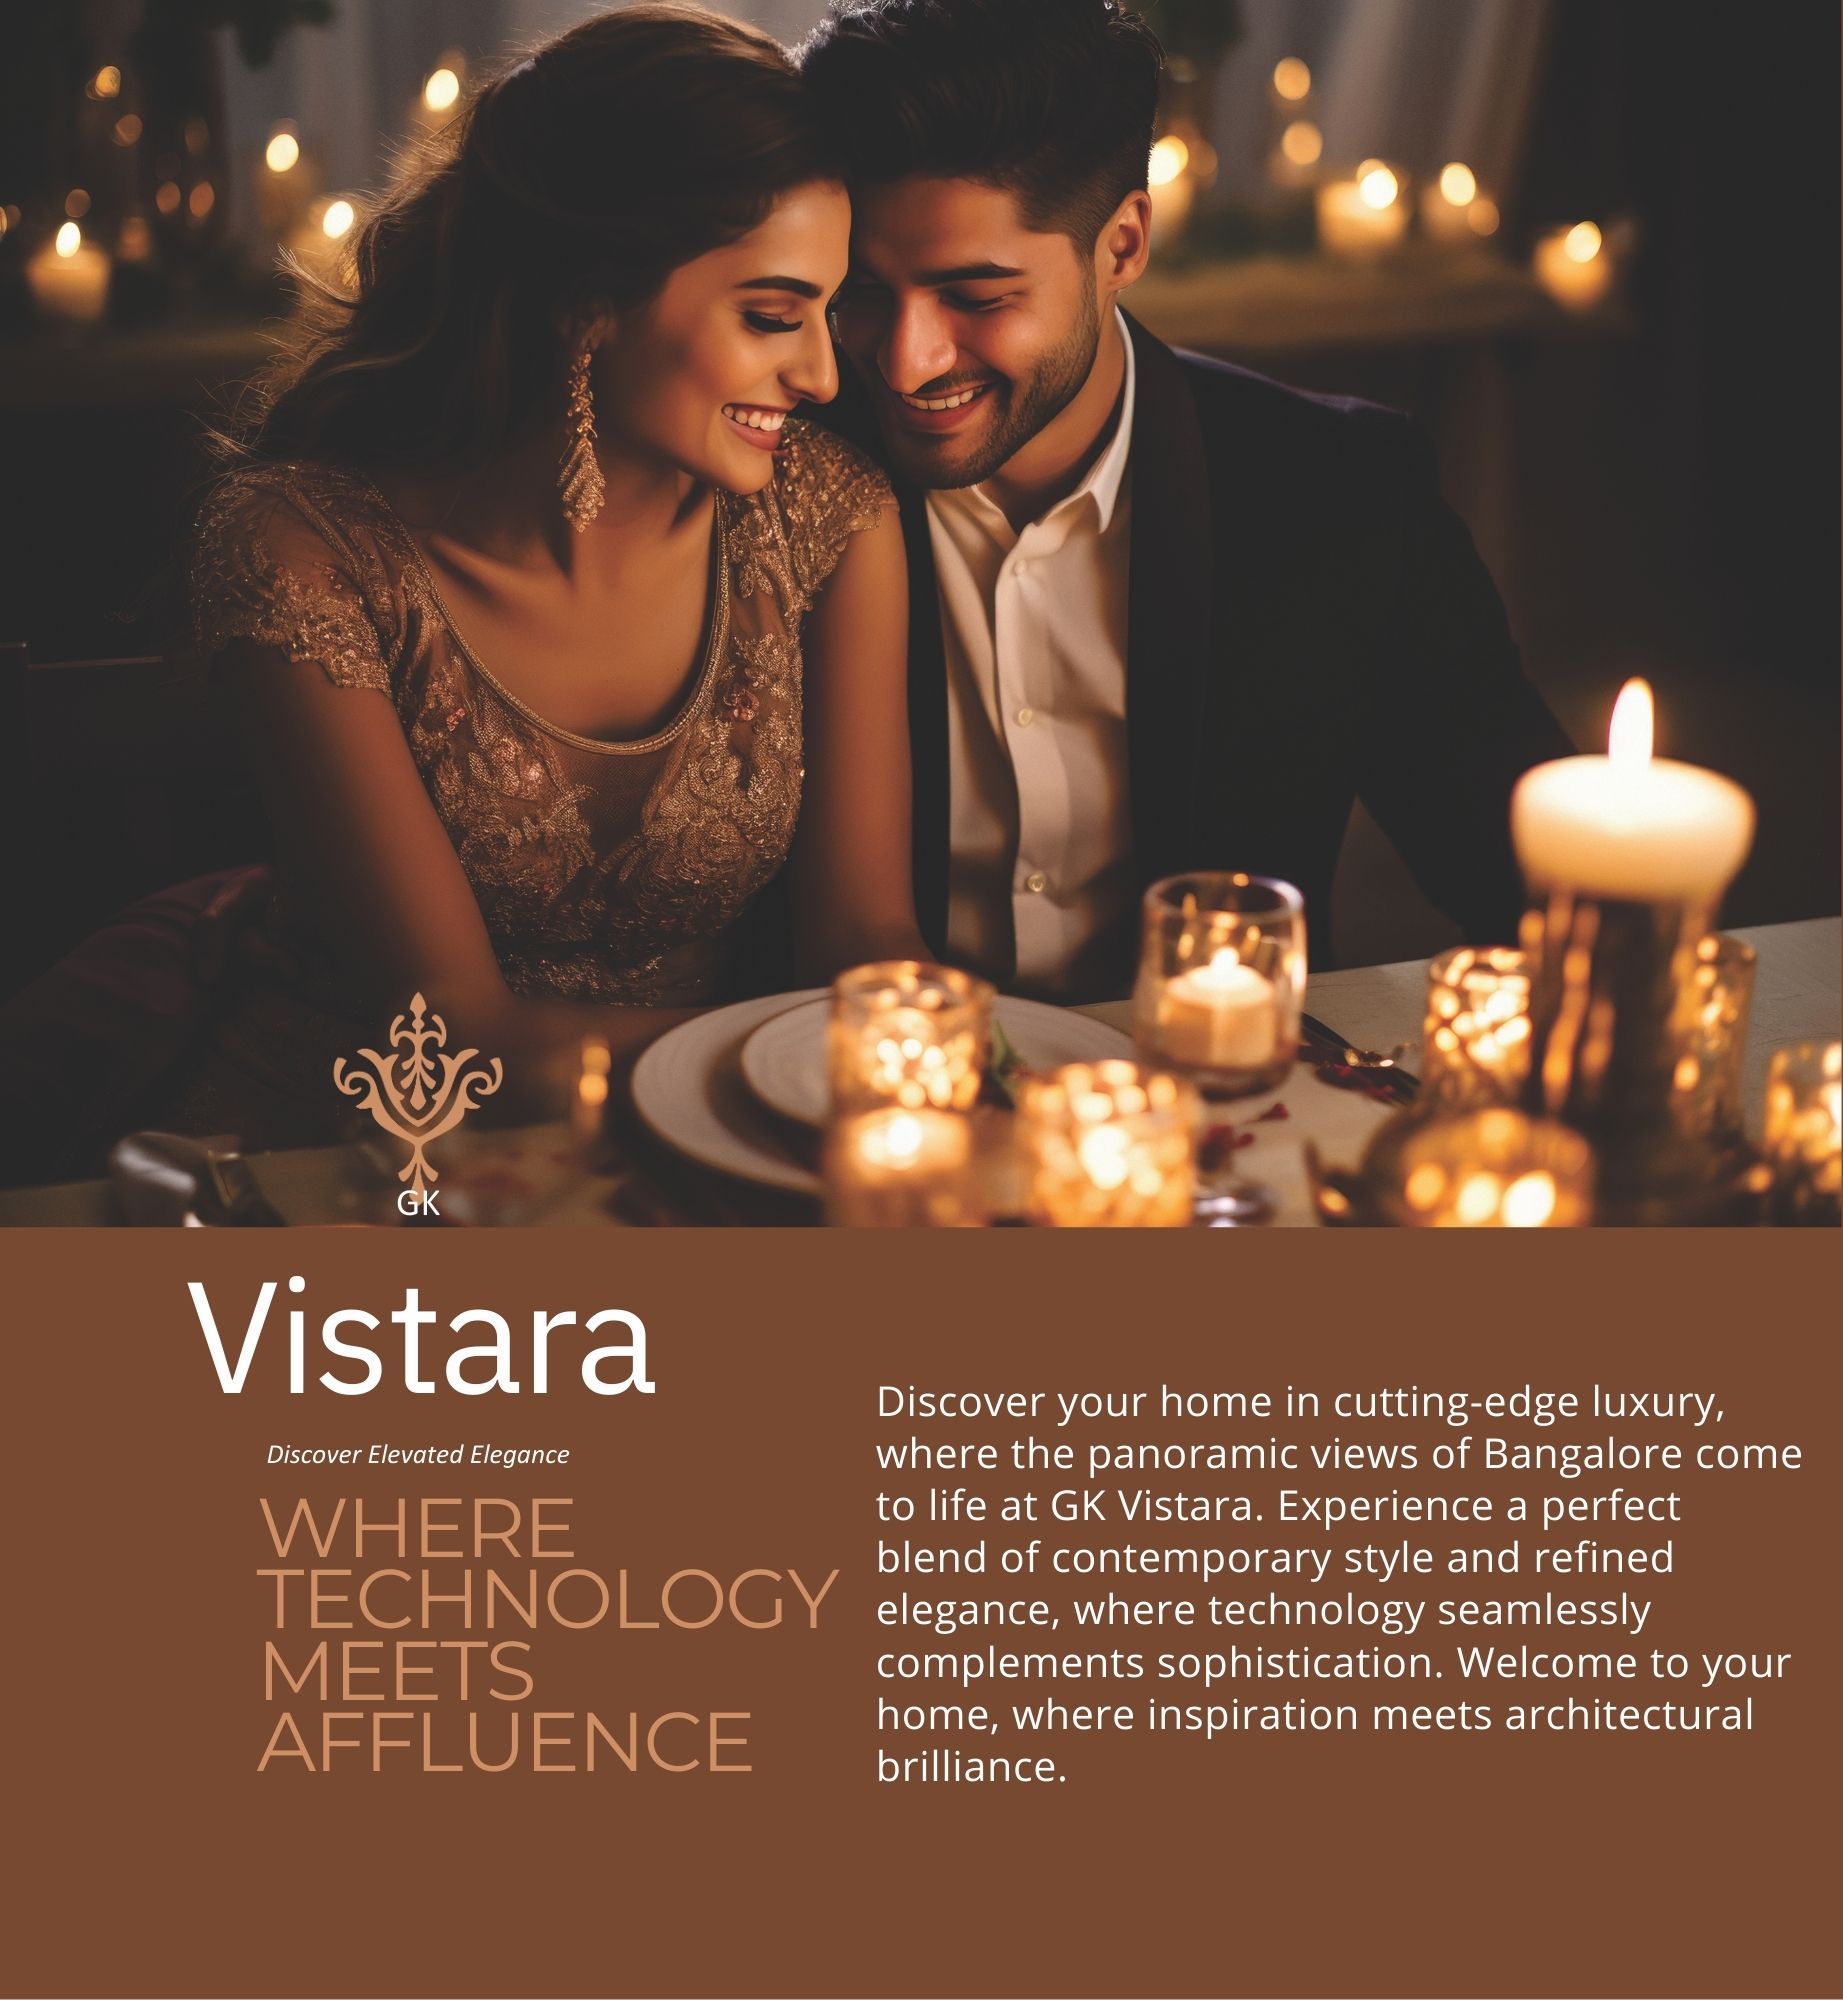 GK
Vistara
Discover Elevated Elegance
WHERE
TECHNOLOGY
MEETS
AFFLUENCE
Discover your home in cutting-edge luxury,
where the panoramic views of Bangalore come
to life at GK Vistara. Experience a perfect
blend of contemporary style and refined
elegance, where technology seamlessly
complements sophistication. Welcome to your
home, where inspiration meets architectural
brilliance.